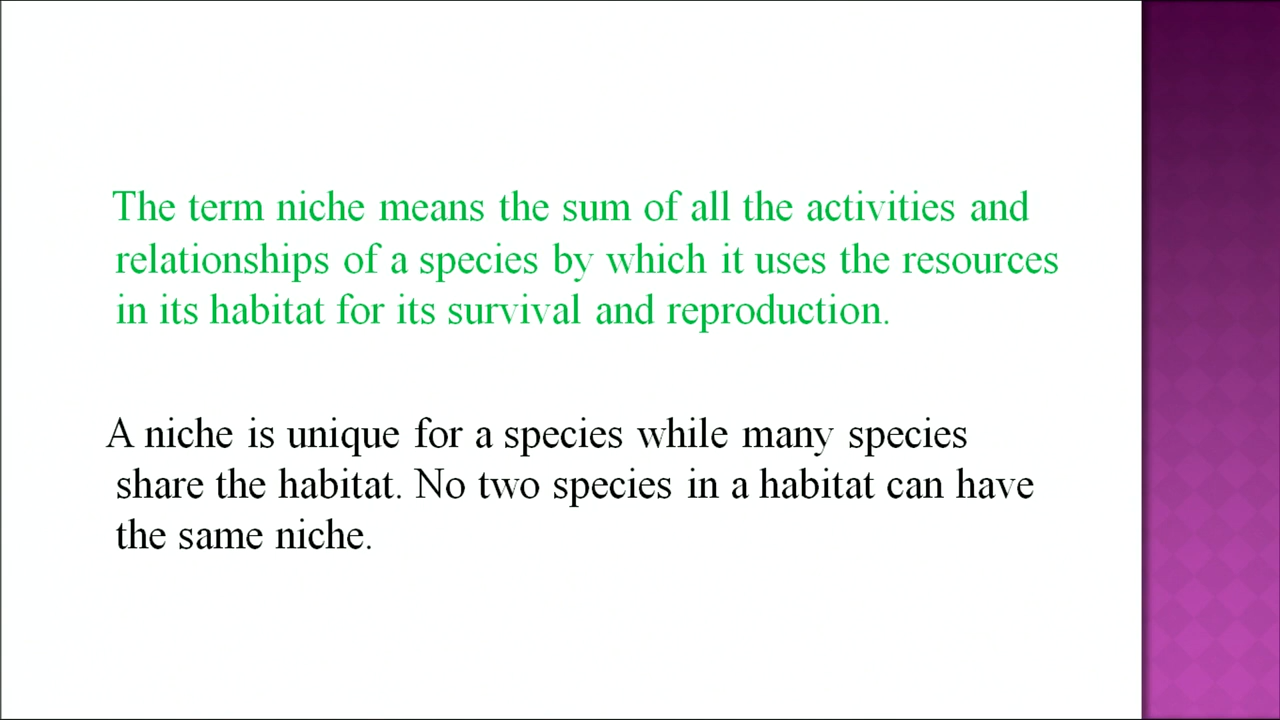 The term niche means the sum of all the activities and
relationships of a species by which it uses the resources
in its habitat for its survival and reproduction.
A niche is unique for a species while many species
share the habitat. No two species in a habitat can have
the same niche.